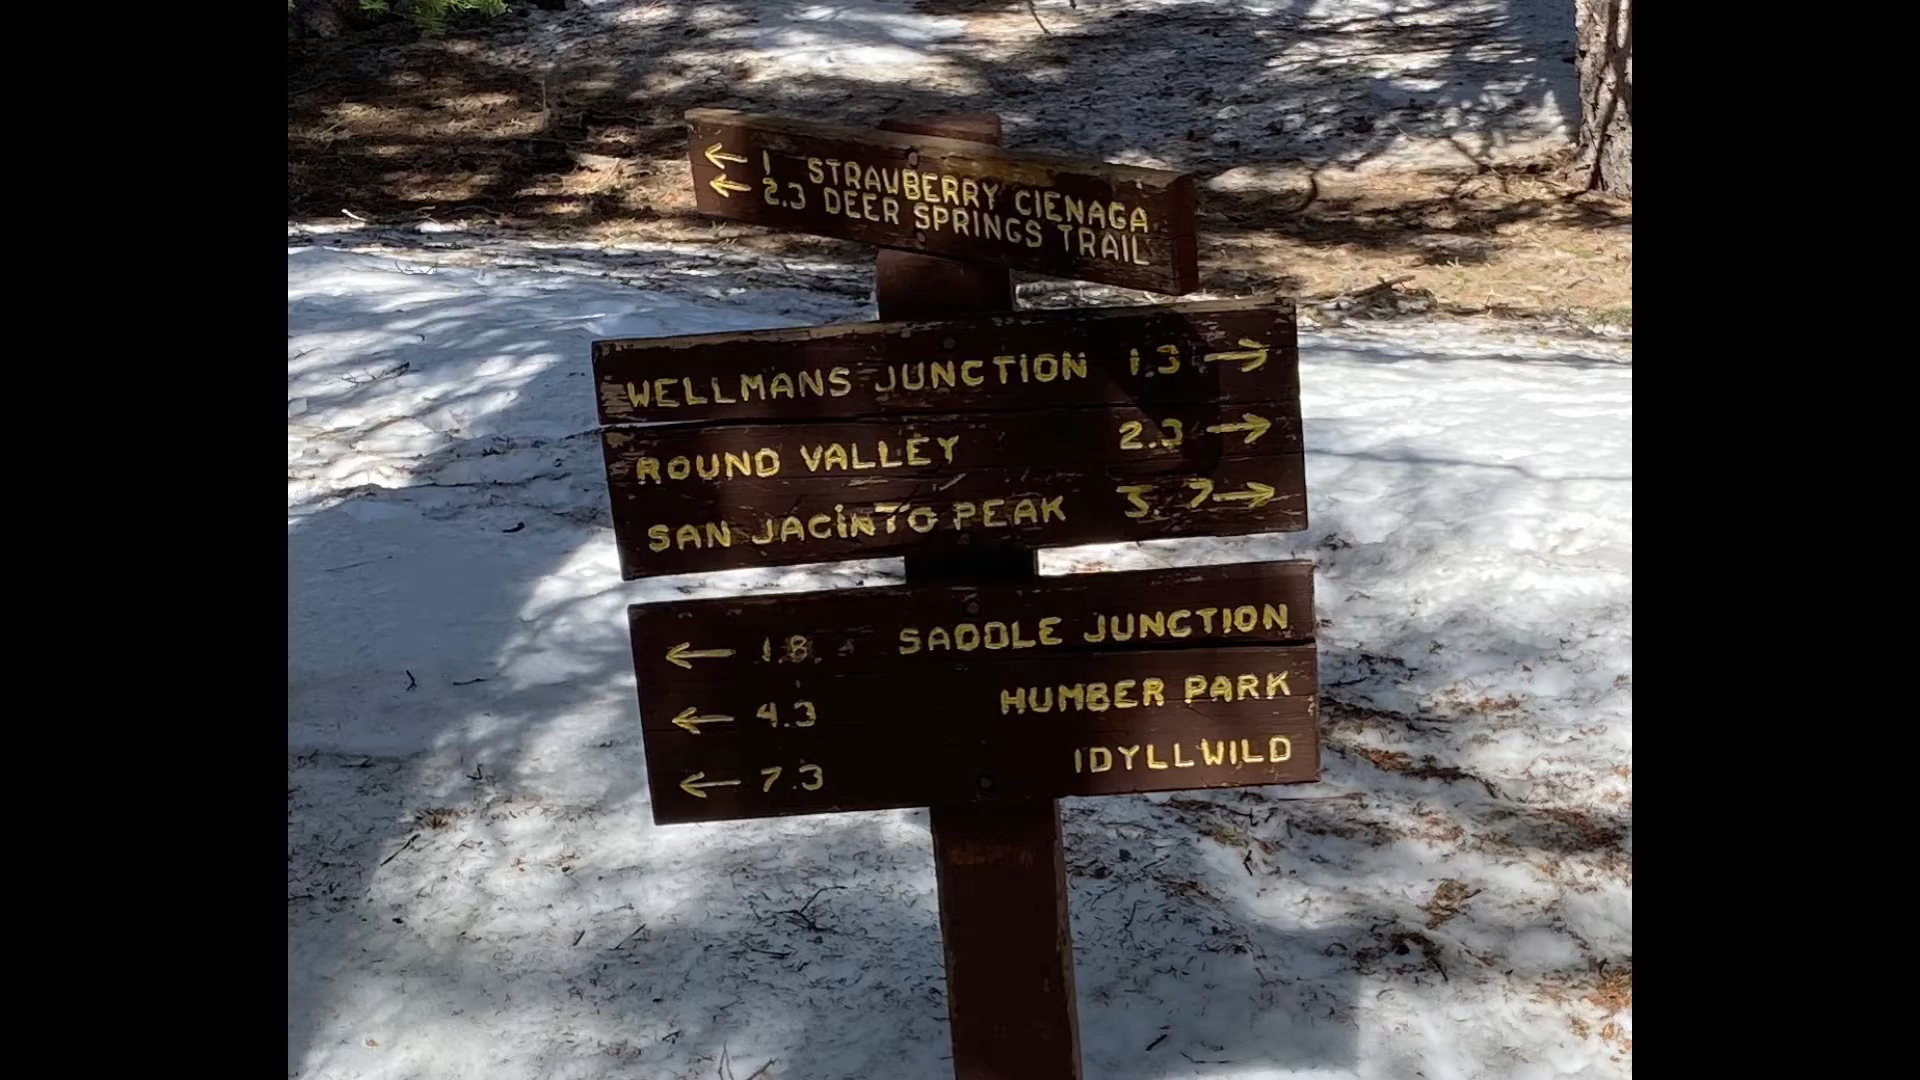 ← 1 STRAWBERRY CIENAGA
← 2.3 DEER SPRINGS TRAIL
WELLMANS JUNCTION 1.3 →
ROUND VALLEY 2.3 →
SAN JACINTO PEAK 3.7 →
← 1.8 SADDLE JUNCTION
← 4.3 HUMBER PARK
← 7.3 IDYLLWILD